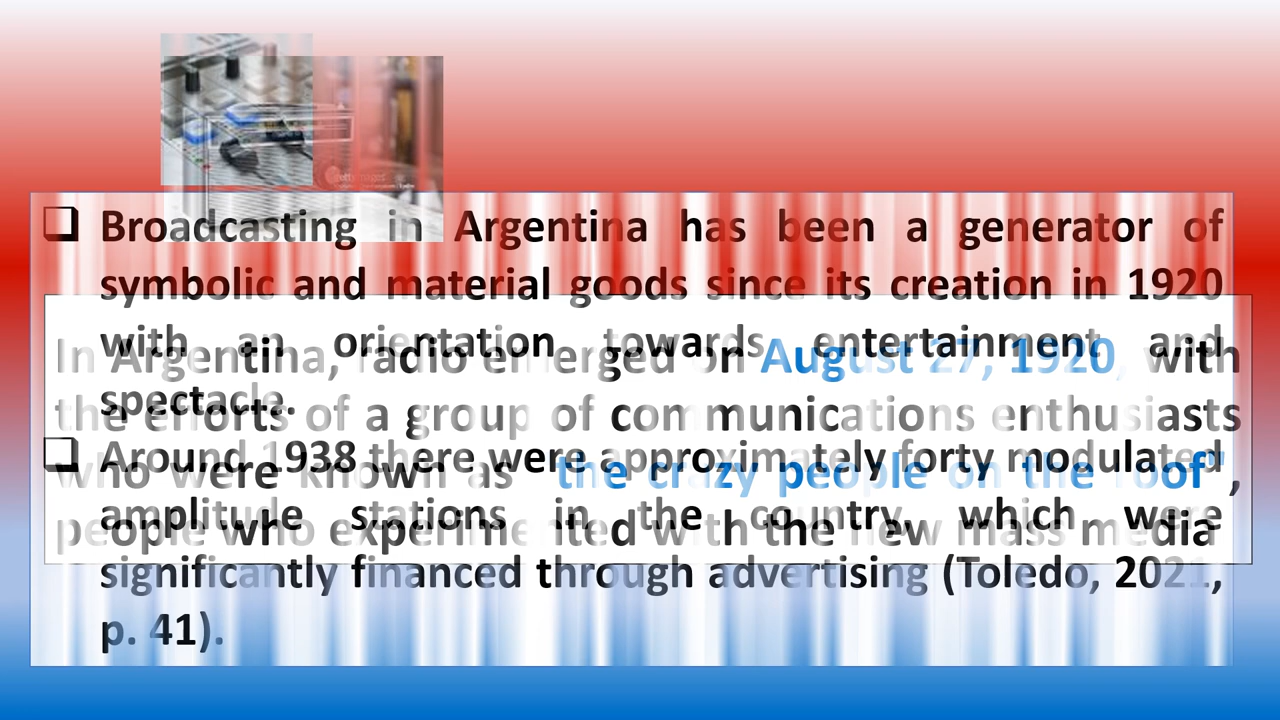 ❑ Broadcasting in Argentina has been a generator of
symbolic and material goods since its creation in 1920
with an orientation towards entertainment and
spectacle.
❑ Around 1938 there were approximately forty modulated
amplitude stations in the country, which were
significantly financed through advertising (Toledo, 2021,
p. 41).
In Argentina, radio emerged on August 27, 1920, with
the efforts of a group of communications enthusiasts
who were known as "the crazy people on the roof",
people who experimented with the new mass media